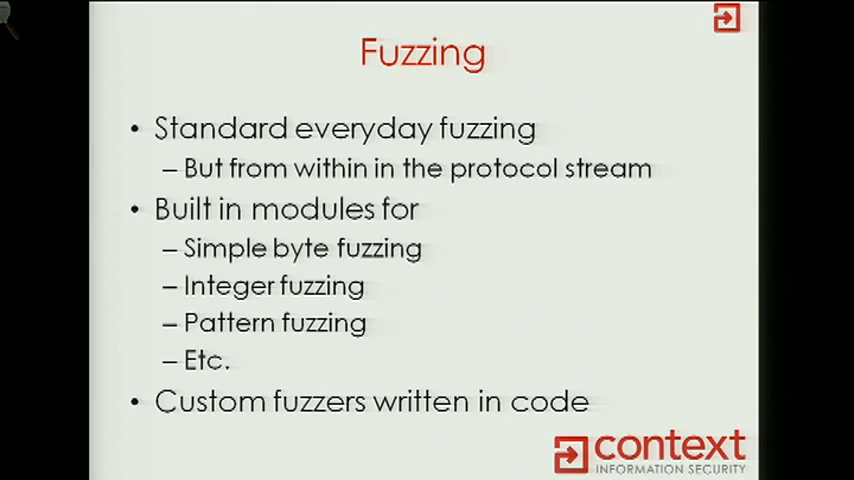 Fuzzing
• Standard everyday fuzzing
– But from within in the protocol stream
• Built in modules for
– Simple byte fuzzing
– Integer fuzzing
– Pattern fuzzing
– Etc.
• Custom fuzzers written in code
context
INFORMATION SECURITY